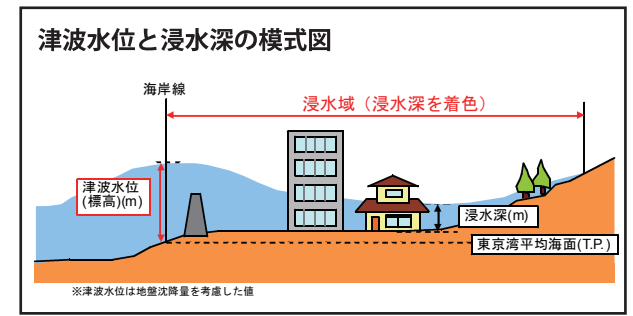 津波水位と浸水深の模式図
海岸線
浸水域（浸水深を着色）
津波水位
(標高)(m)
浸水深(m)
東京湾平均海面(T.P.)
※津波水位は地盤沈降量を考慮した値